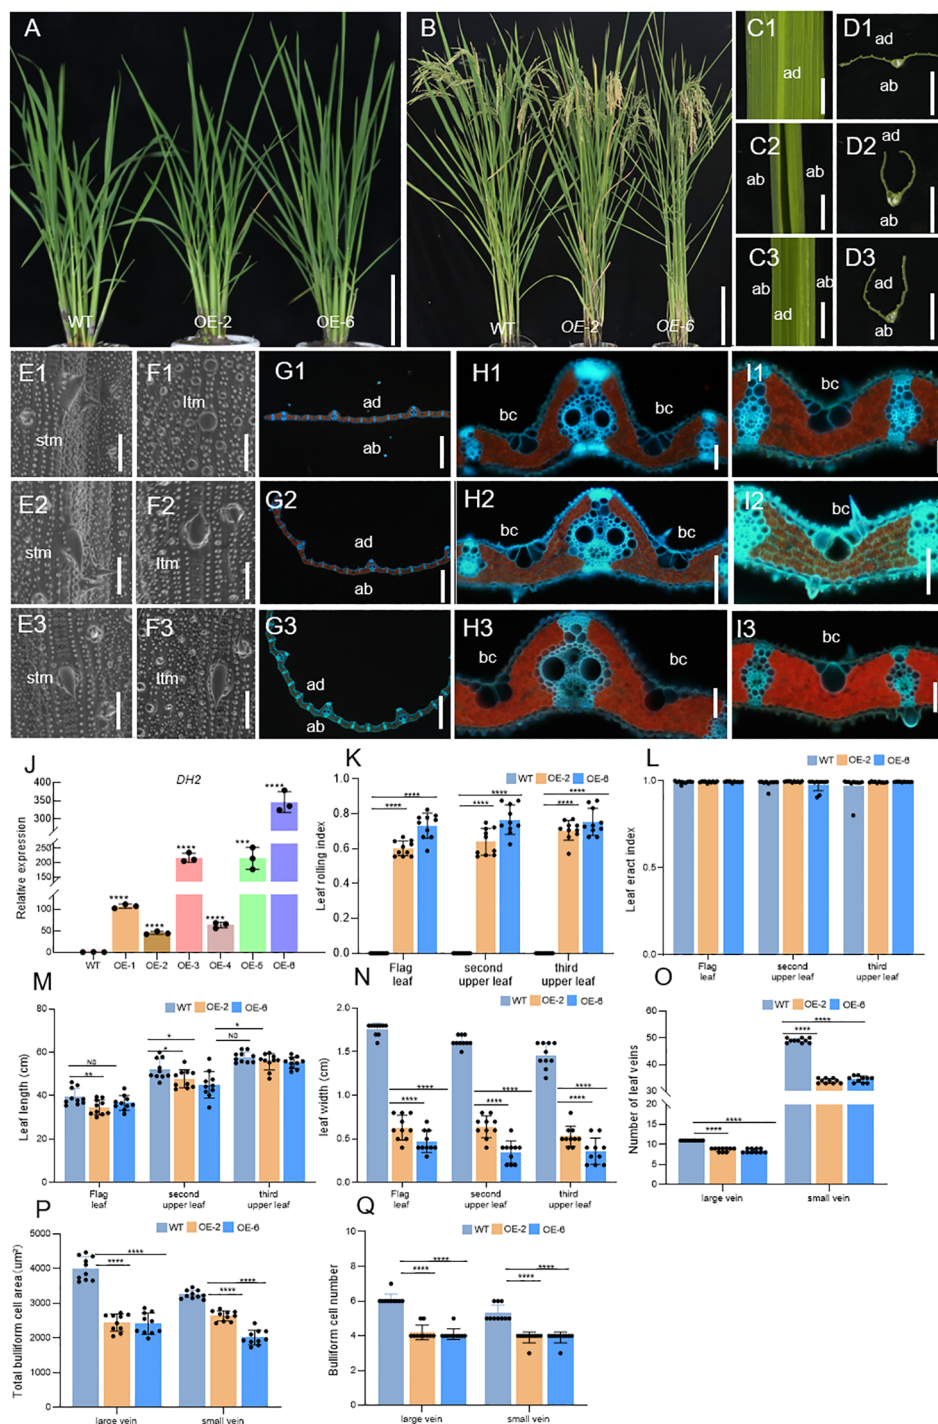 A
WT
OE-2
OE-6
B
WT
OE-2
OE-6
C1
ad
D1
ad
ab
C2
ab
ab
D2
ad
ab
C3
ab
ab
ad
D3
ad
ab
E1
stm
F1
ltm
G1
ad
ab
H1
bc
bc
I1
bc
E2
stm
F2
ltm
G2
ad
ab
H2
bc
bc
I2
bc
E3
stm
F3
ltm
G3
ad
ab
H3
bc
bc
I3
bc
J
DH2
Relative expression
350
300
250
200
150
100
50
0
****
****
****
****
***
****
WT OE-1 OE-2 OE-3 OE-4 OE-5 OE-6
K
WT OE-2 OE-6
Leaf rolling index
1.0
0.8
0.6
0.4
0.2
0.0
****
****
****
****
****
****
Flag leaf
second upper leaf
third upper leaf
L
WT OE-2 OE-6
Leaf eract index
1.0
0.5
0.0
Flag leaf
second upper leaf
third upper leaf
M
WT OE-2 OE-6
Leaf length (cm)
80
60
40
20
0
NS
**
*
*
*
NS
Flag leaf
second upper leaf
third upper leaf
N
WT OE-2 OE-6
leaf width (cm)
2.0
1.6
1.2
0.8
0.5
0.0
****
****
****
****
****
****
Flag leaf
second upper leaf
third upper leaf
O
WT OE-2 OE-6
Number of leaf veins
60
50
40
30
20
15
10
5
0
****
****
****
****
large vein
small vein
P
WT OE-2 OE-6
Total bulliform cell area (um²)
5000
4000
3000
2000
1000
0
****
****
****
****
large vein
small vein
Q
WT OE-2 OE-6
Bulliform cell number
10
8
6
4
2
0
****
****
****
****
large vein
small vein